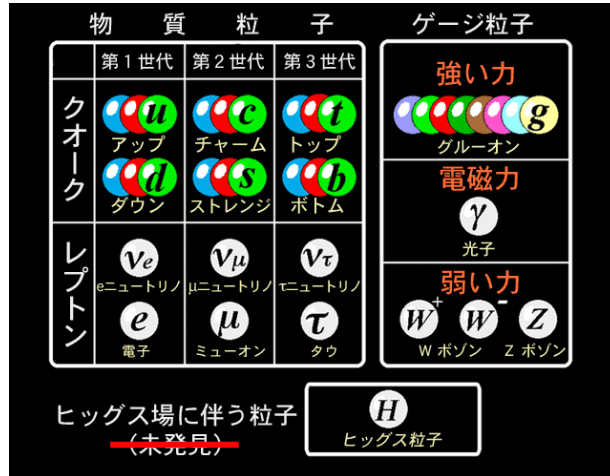 物 質 粒 子
ゲージ粒子
第1世代 第2世代 第3世代
クオーク
u c t
アップ チャーム トップ
d s b
ダウン ストレンジ ボトム
レプトン
νe νμ ντ
eニュートリノ μニュートリノ τニュートリノ
e μ τ
電子 ミューオン タウ
強い力
g
グルーオン
電磁力
γ
光子
弱い力
W+ W- Z
W ボゾン Z ボゾン
ヒッグス場に伴う粒子
(未発見)
H
ヒッグス粒子